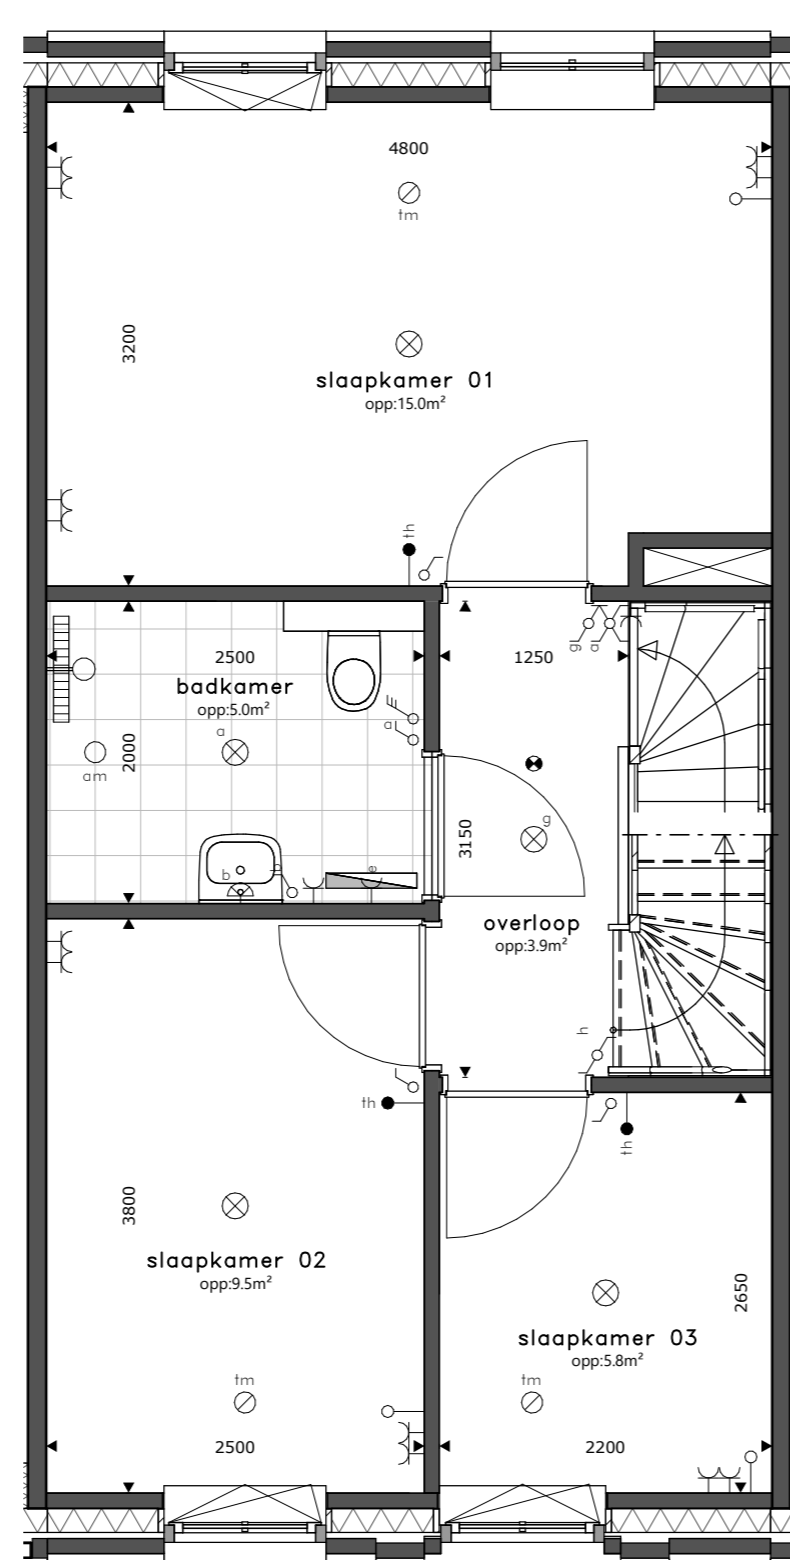 4800
tm
3200
slaapkamer 01
opp:15.0m²
th
g
a
2500
1250
badkamer
opp:5.0m²
a
a
2000
am
g
3150
b
e
overloop
opp:3.9m²
h
th
th
3800
slaapkamer 02
opp:9.5m²
2650
slaapkamer 03
opp:5.8m²
tm
tm
2500
2200